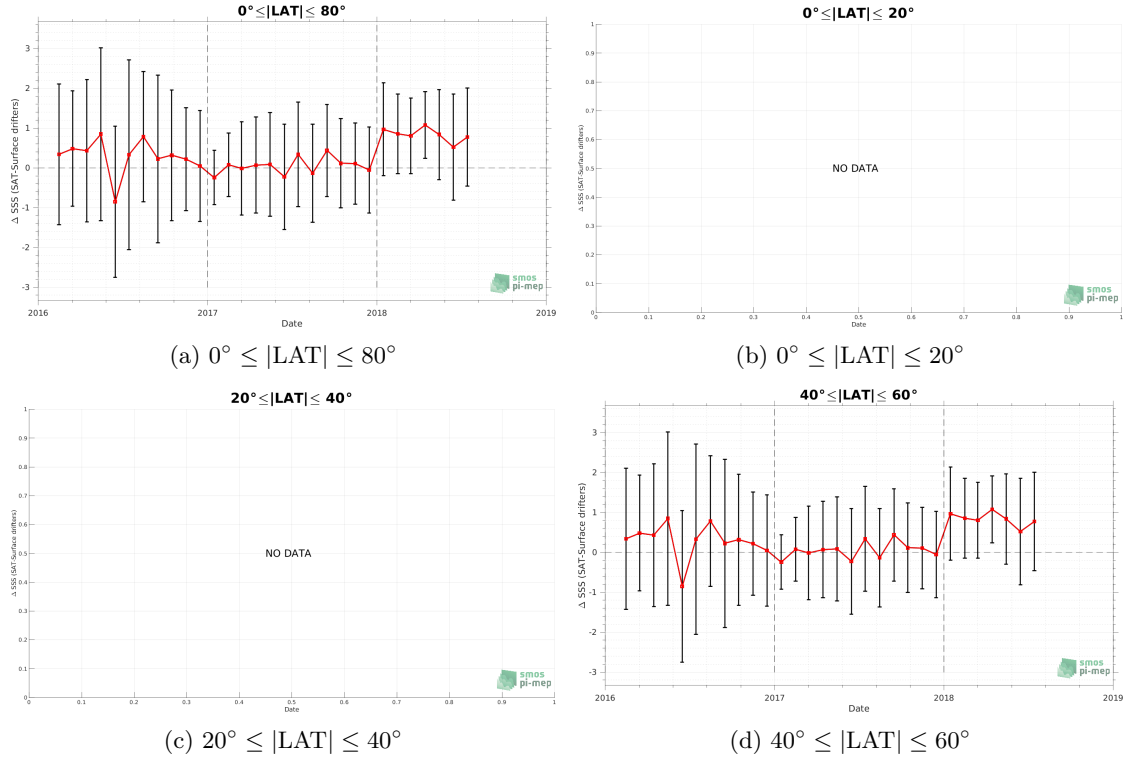 0°≤|LAT|≤ 80°
3
2
1
0
-1
-2
-3
Δ SSS (SAT-Surface drifters)
2016
2017
2018
2019
Date
smos
pi-mep
(a) 0° ≤ |LAT| ≤ 80°
0°≤|LAT|≤ 20°
1
0.9
0.8
0.7
0.6
0.5
0.4
0.3
0.2
0.1
0
Δ SSS (SAT-Surface drifters)
NO DATA
0
0.1
0.2
0.3
0.4
0.5
0.6
0.7
0.8
0.9
1
Date
smos
pi-mep
(b) 0° ≤ |LAT| ≤ 20°
20°≤|LAT|≤ 40°
1
0.9
0.8
0.7
0.6
0.5
0.4
0.3
0.2
0.1
0
Δ SSS (SAT-Surface drifters)
NO DATA
0
0.1
0.2
0.3
0.4
0.5
0.6
0.7
0.8
0.9
1
Date
smos
pi-mep
(c) 20° ≤ |LAT| ≤ 40°
40°≤|LAT|≤ 60°
3
2
1
0
-1
-2
-3
Δ SSS (SAT-Surface drifters)
2016
2017
2018
2019
Date
smos
pi-mep
(d) 40° ≤ |LAT| ≤ 60°